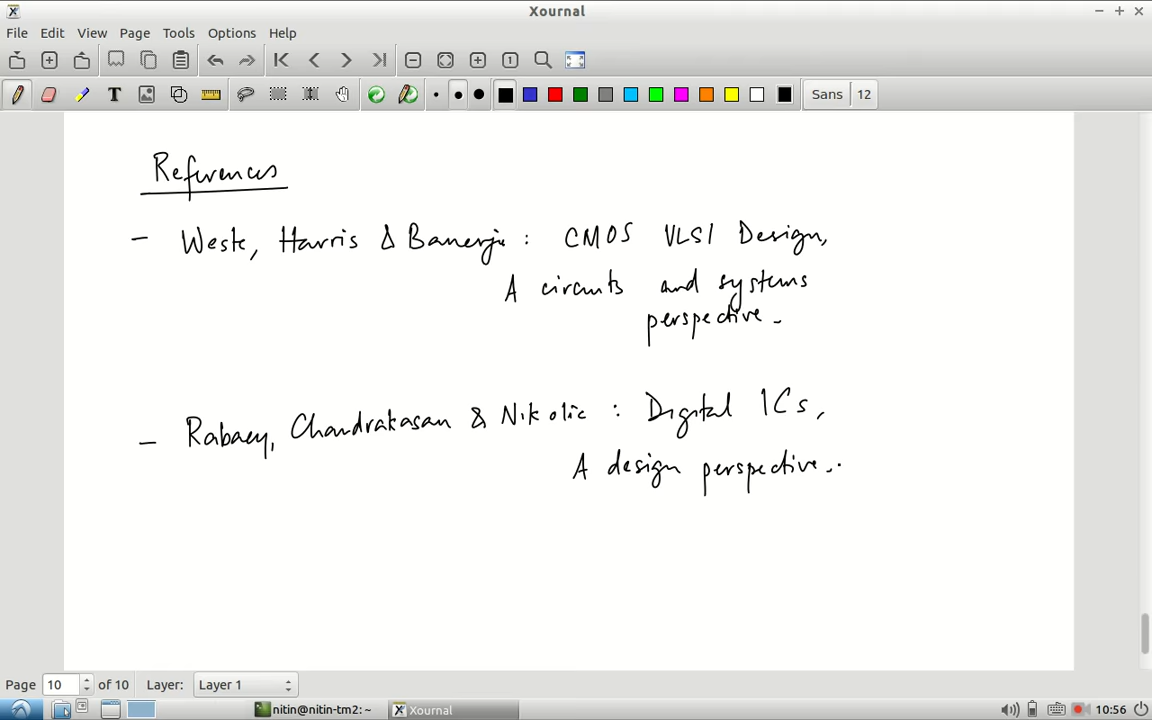 Xournal
File Edit View Page Tools Options Help
Sans 12
References
- Weste, Harris & Banerjee : CMOS VLSI Design,
A circuits and systems
perspective.
- Rabaey, Chandrakasan & Nikolic : Digital ICs,
A design perspective.
Page 10 of 10 Layer: Layer 1
nitin@nitin-tm2: ~ Xournal 10:56